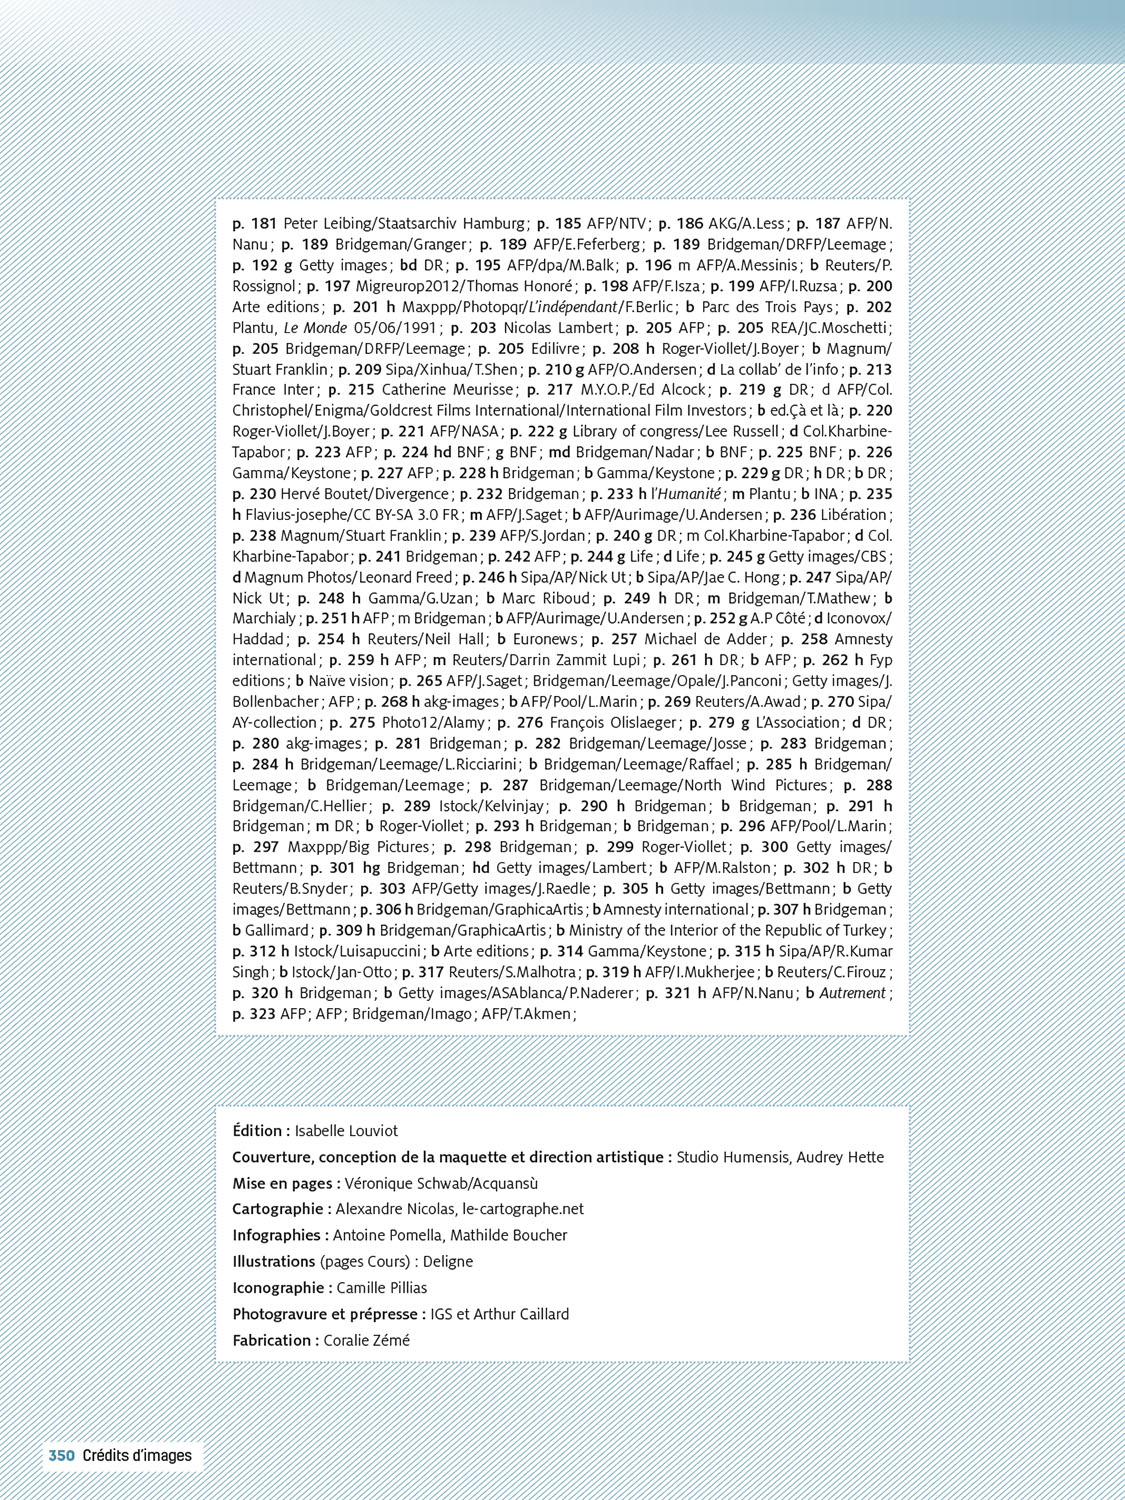 p. 181 Peter Leibing/Staatsarchiv Hamburg ; p. 185 AFP/NTV ; p. 186 AKG/A.Less ; p. 187 AFP/N.
Nanu ; p. 189 Bridgeman/Granger ; p. 189 AFP/E.Feferberg ; p. 189 Bridgeman/DRFP/Leemage ;
p. 192 g Getty images ; bd DR ; p. 195 AFP/dpa/M.Balk ; p. 196 m AFP/A.Messinis ; b Reuters/P.
Rossignol ; p. 197 Migreurop2012/Thomas Honoré ; p. 198 AFP/F.Isza ; p. 199 AFP/I.Ruzsa ; p. 200
Arte editions ; p. 201 h Maxppp/Photopqr/L'indépendant/F.Berlic ; b Parc des Trois Pays ; p. 202
Plantu, Le Monde 05/06/1991 ; p. 203 Nicolas Lambert ; p. 205 AFP ; p. 205 REA/JC.Moschetti ;
p. 205 Bridgeman/DRFP/Leemage ; p. 205 Edilivre ; p. 208 h Roger-Viollet/J.Boyer ; b Magnum/
Stuart Franklin ; p. 209 Sipa/Xinhua/T.Shen ; p. 210 g AFP/O.Andersen ; d La collab' de l'info ; p. 213
France Inter ; p. 215 Catherine Meurisse ; p. 217 M.Y.O.P./Ed Alcock ; p. 219 g DR ; d AFP/Col.
Christophel/Enigma/Goldcrest Films International/International Film Investors ; b ed.Çà et là ; p. 220
Roger-Viollet/J.Boyer ; p. 221 AFP/NASA ; p. 222 g Library of congress/Lee Russell ; d Col.Kharbine-
Tapabor ; p. 223 AFP ; p. 224 hd BNF ; g BNF ; md Bridgeman/Nadar ; b BNF ; p. 225 BNF ; p. 226
Gamma/Keystone ; p. 227 AFP ; p. 228 h Bridgeman ; b Gamma/Keystone ; p. 229 g DR ; h DR ; b DR ;
p. 230 Hervé Boutet/Divergence ; p. 232 Bridgeman ; p. 233 h l'Humanité ; m Plantu ; b INA ; p. 235
h Flavius-josephe/CC BY-SA 3.0 FR ; m AFP/J.Saget ; b AFP/Aurimage/U.Andersen ; p. 236 Libération ;
p. 238 Magnum/Stuart Franklin ; p. 239 AFP/S.Jordan ; p. 240 g DR ; m Col.Kharbine-Tapabor ; d Col.
Kharbine-Tapabor ; p. 241 Bridgeman ; p. 242 AFP ; p. 244 g Life ; d Life ; p. 245 g Getty images/CBS ;
d Magnum Photos/Leonard Freed ; p. 246 h Sipa/AP/Nick Ut ; b Sipa/AP/Jae C. Hong ; p. 247 Sipa/AP/
Nick Ut ; p. 248 h Gamma/G.Uzan ; b Marc Riboud ; p. 249 h DR ; m Bridgeman/T.Mathew ; b
Marchialy ; p. 251 h AFP ; m Bridgeman ; b AFP/Aurimage/U.Andersen ; p. 252 g A.P Côté ; d Iconovox/
Haddad ; p. 254 h Reuters/Neil Hall ; b Euronews ; p. 257 Michael de Adder ; p. 258 Amnesty
international ; p. 259 h AFP ; m Reuters/Darrin Zammit Lupi ; p. 261 h DR ; b AFP ; p. 262 h Fyp
editions ; b Naïve vision ; p. 265 AFP/J.Saget ; Bridgeman/Leemage/Opale/J.Panconi ; Getty images/J.
Bollenbacher ; AFP ; p. 268 h akg-images ; b AFP/Pool/L.Marin ; p. 269 Reuters/A.Awad ; p. 270 Sipa/
AY-collection ; p. 275 Photo12/Alamy ; p. 276 François Olislaeger ; p. 279 g L'Association ; d DR ;
p. 280 akg-images ; p. 281 Bridgeman ; p. 282 Bridgeman/Leemage/Josse ; p. 283 Bridgeman ;
p. 284 h Bridgeman/Leemage/L.Ricciarini ; b Bridgeman/Leemage/Raffael ; p. 285 h Bridgeman/
Leemage ; b Bridgeman/Leemage ; p. 287 Bridgeman/Leemage/North Wind Pictures ; p. 288
Bridgeman/C.Hellier ; p. 289 Istock/Kelvinjay ; p. 290 h Bridgeman ; b Bridgeman ; p. 291 h
Bridgeman ; m DR ; b Roger-Viollet ; p. 293 h Bridgeman ; b Bridgeman ; p. 296 AFP/Pool/L.Marin ;
p. 297 Maxppp/Big Pictures ; p. 298 Bridgeman ; p. 299 Roger-Viollet ; p. 300 Getty images/
Bettmann ; p. 301 hg Bridgeman ; hd Getty images/Lambert ; b AFP/M.Ralston ; p. 302 h DR ; b
Reuters/B.Snyder ; p. 303 AFP/Getty images/J.Raedle ; p. 305 h Getty images/Bettmann ; b Getty
images/Bettmann ; p. 306 h Bridgeman/GraphicaArtis ; b Amnesty international ; p. 307 h Bridgeman ;
b Gallimard ; p. 309 h Bridgeman/GraphicaArtis ; b Ministry of the Interior of the Republic of Turkey ;
p. 312 h Istock/Luisapuccini ; b Arte editions ; p. 314 Gamma/Keystone ; p. 315 h Sipa/AP/R.Kumar
Singh ; b Istock/Jan-Otto ; p. 317 Reuters/S.Malhotra ; p. 319 h AFP/I.Mukherjee ; b Reuters/C.Firouz ;
p. 320 h Bridgeman ; b Getty images/ASAblanca/P.Naderer ; p. 321 h AFP/N.Nanu ; b Autrement ;
p. 323 AFP ; AFP ; Bridgeman/Imago ; AFP/T.Akmen ;
Édition : Isabelle Louviot
Couverture, conception de la maquette et direction artistique : Studio Humensis, Audrey Hette
Mise en pages : Véronique Schwab/Acquansù
Cartographie : Alexandre Nicolas, le-cartographe.net
Infographies : Antoine Pomella, Mathilde Boucher
Illustrations (pages Cours) : Deligne
Iconographie : Camille Pillias
Photogravure et prépresse : IGS et Arthur Caillard
Fabrication : Coralie Zémé
350 Crédits d'images